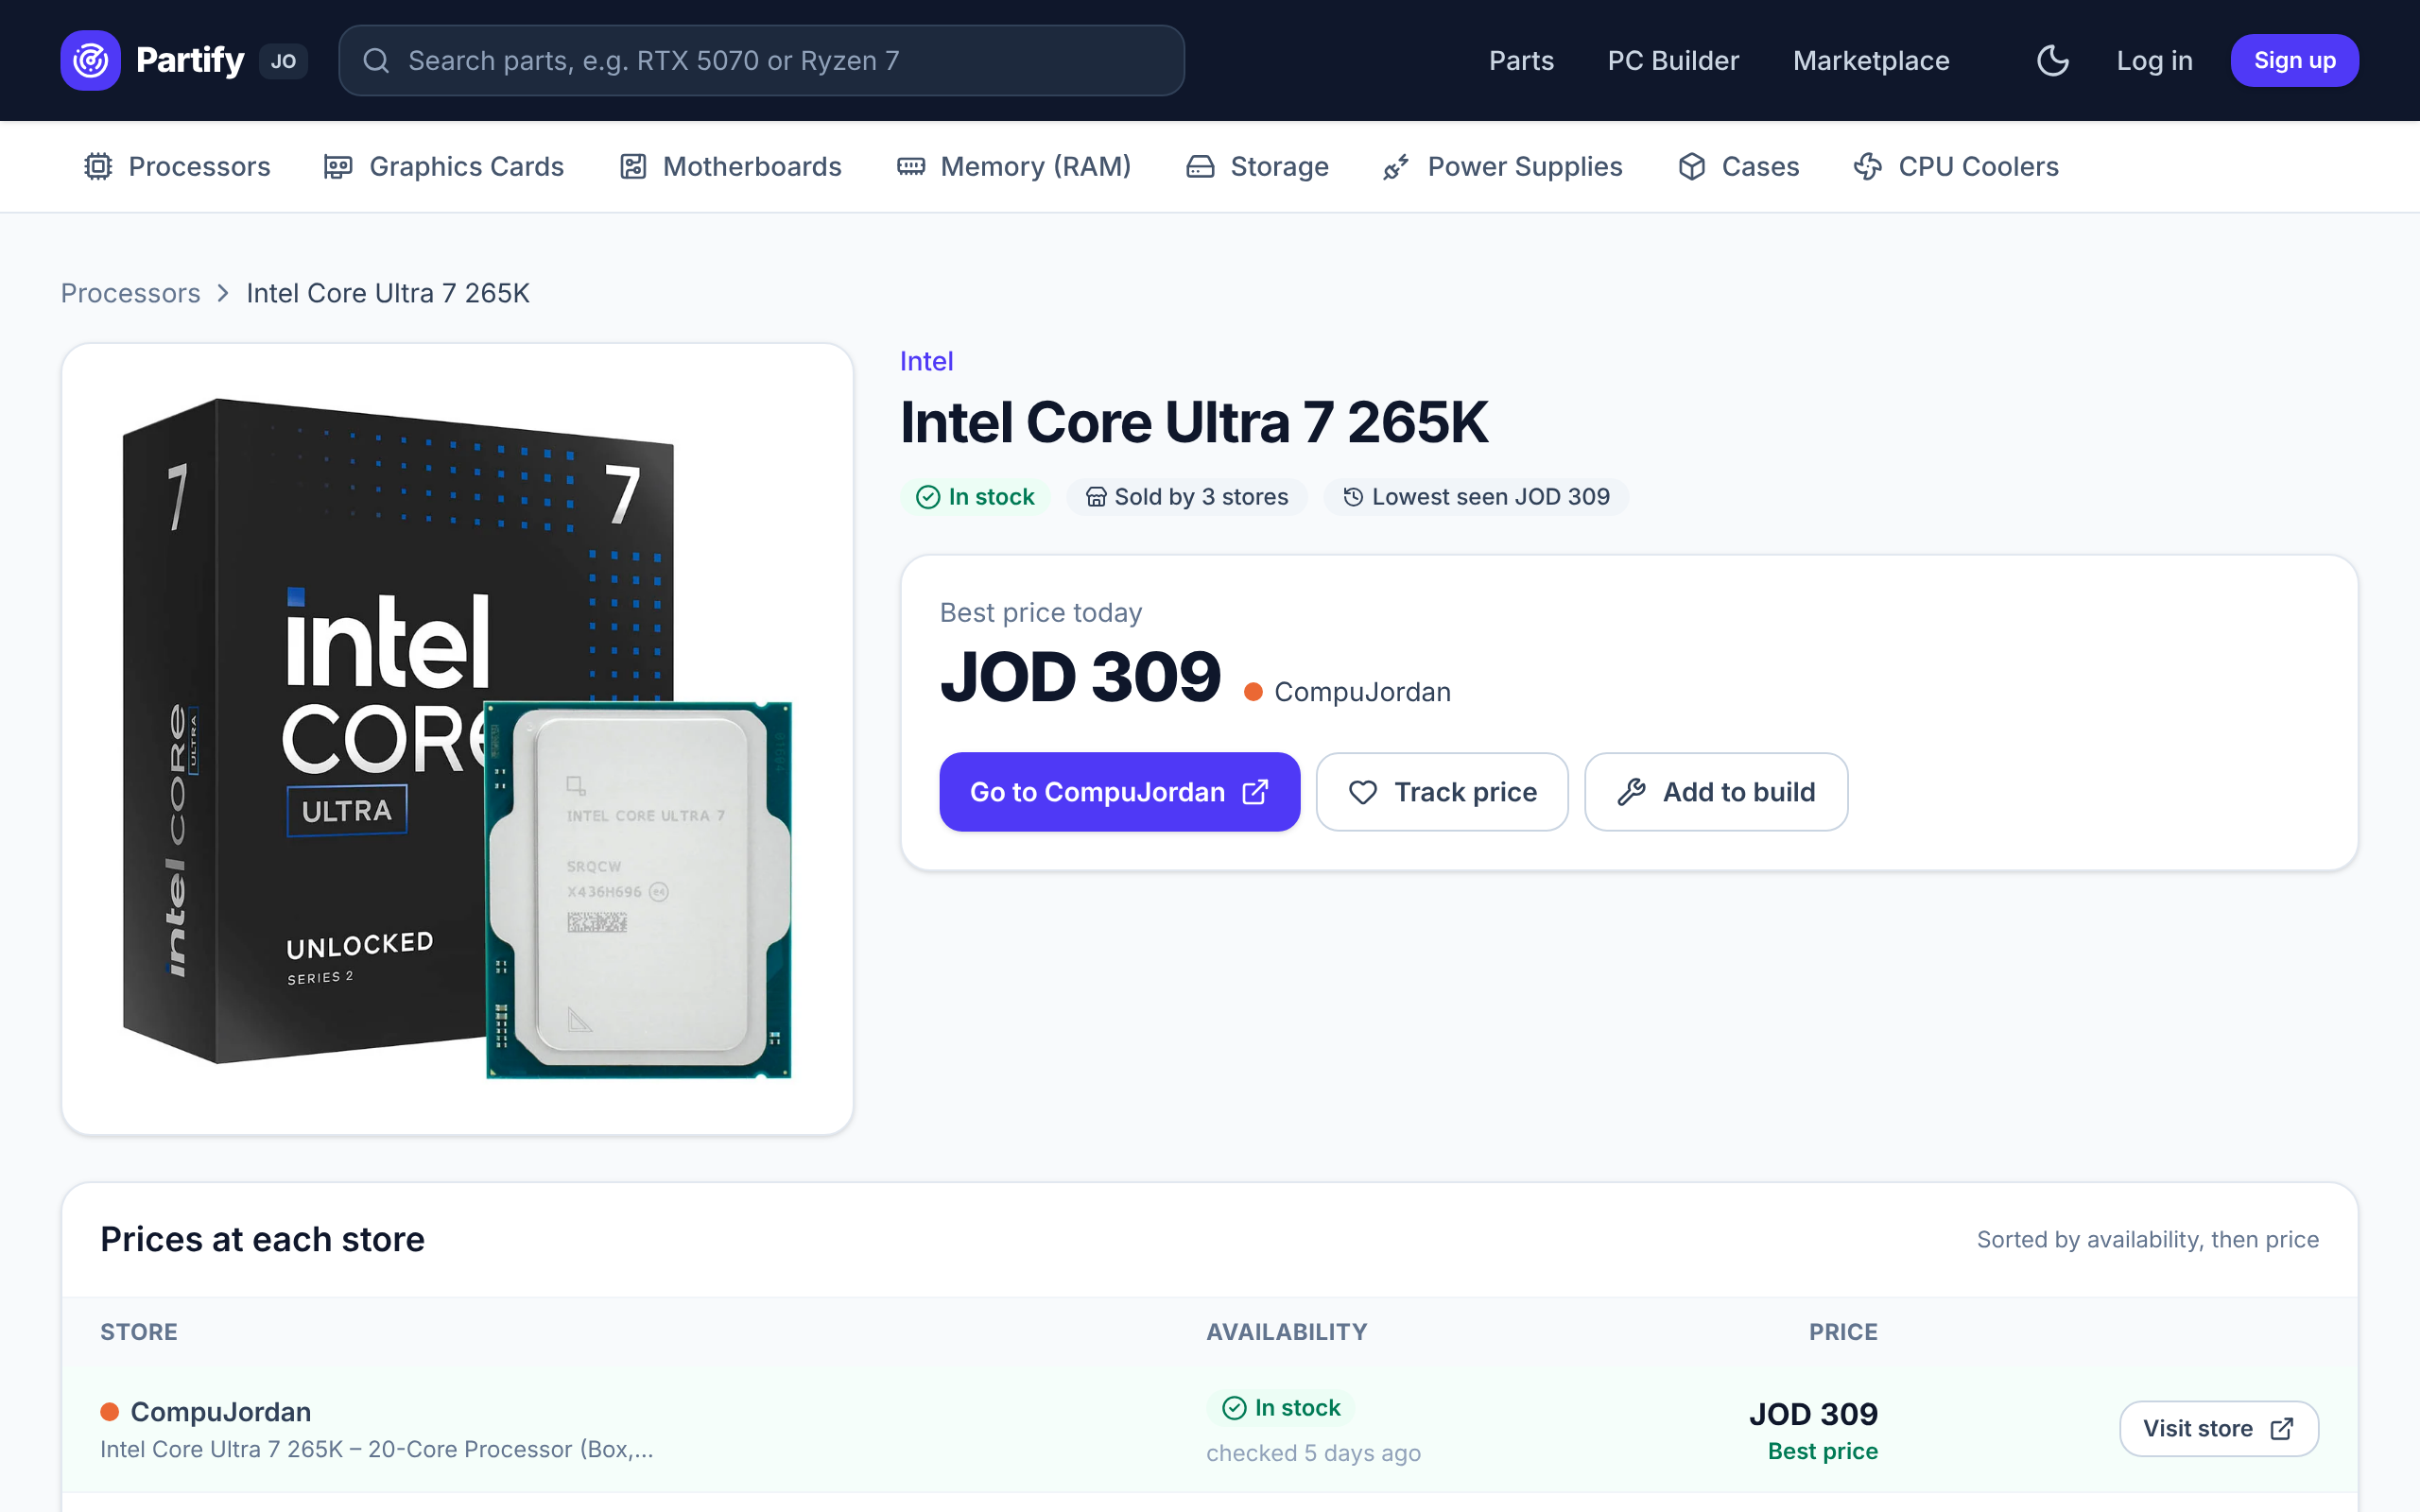 Partify JO
Search parts, e.g. RTX 5070 or Ryzen 7
Parts
PC Builder
Marketplace
Log in
Sign up
Processors
Graphics Cards
Motherboards
Memory (RAM)
Storage
Power Supplies
Cases
CPU Coolers
Processors > Intel Core Ultra 7 265K
7
7
intel
CORE
ULTRA
UNLOCKED
SERIES 2
intel CORE
ULTRA
INTEL CORE ULTRA 7
SRQCW
X436H696 e4
Intel
Intel Core Ultra 7 265K
In stock
Sold by 3 stores
Lowest seen JOD 309
Best price today
JOD 309
CompuJordan
Go to CompuJordan
Track price
Add to build
Prices at each store
Sorted by availability, then price
STORE
AVAILABILITY
PRICE
CompuJordan
Intel Core Ultra 7 265K – 20-Core Processor (Box,...
In stock
checked 5 days ago
JOD 309
Best price
Visit store